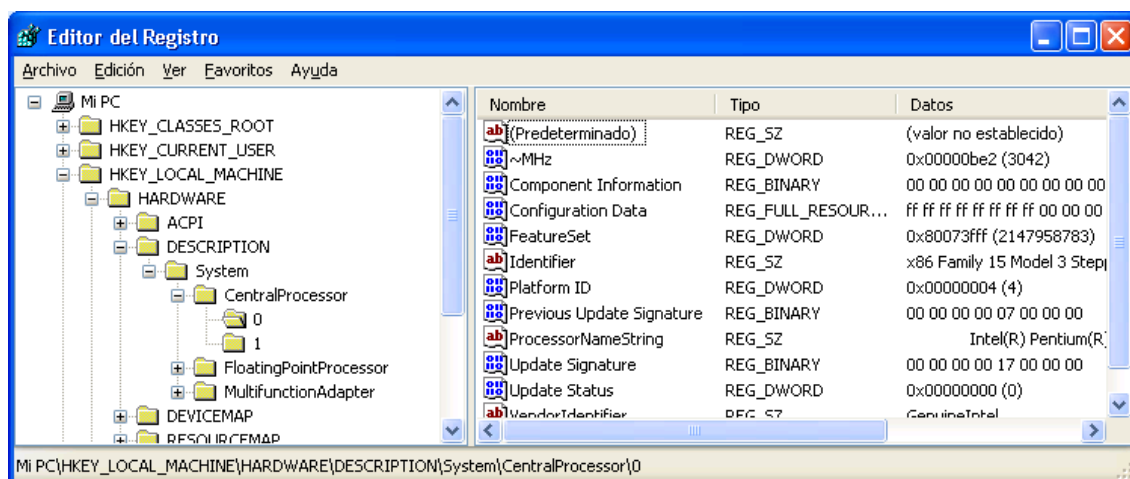 Editor del Registro
Archivo Edición Ver Favoritos Ayuda
Mi PC
HKEY_CLASSES_ROOT
HKEY_CURRENT_USER
HKEY_LOCAL_MACHINE
HARDWARE
ACPI
DESCRIPTION
System
CentralProcessor
0
1
FloatingPointProcessor
MultifunctionAdapter
DEVICEMAP
RESOURCEMAP
Nombre Tipo Datos
(Predeterminado) REG_SZ (valor no establecido)
~MHz REG_DWORD 0x00000be2 (3042)
Component Information REG_BINARY 00 00 00 00 00 00 00 00 00
Configuration Data REG_FULL_RESOUR... ff ff ff ff ff ff ff ff 00 00 00
FeatureSet REG_DWORD 0x80073fff (2147958783)
Identifier REG_SZ x86 Family 15 Model 3 Step
Platform ID REG_DWORD 0x00000004 (4)
Previous Update Signature REG_BINARY 00 00 00 00 07 00 00 00
ProcessorNameString REG_SZ Intel(R) Pentium(R
Update Signature REG_BINARY 00 00 00 00 17 00 00 00
Update Status REG_DWORD 0x00000000 (0)
VendorIdentifier REG_SZ GenuineIntel
Mi PC\HKEY_LOCAL_MACHINE\HARDWARE\DESCRIPTION\System\CentralProcessor\0